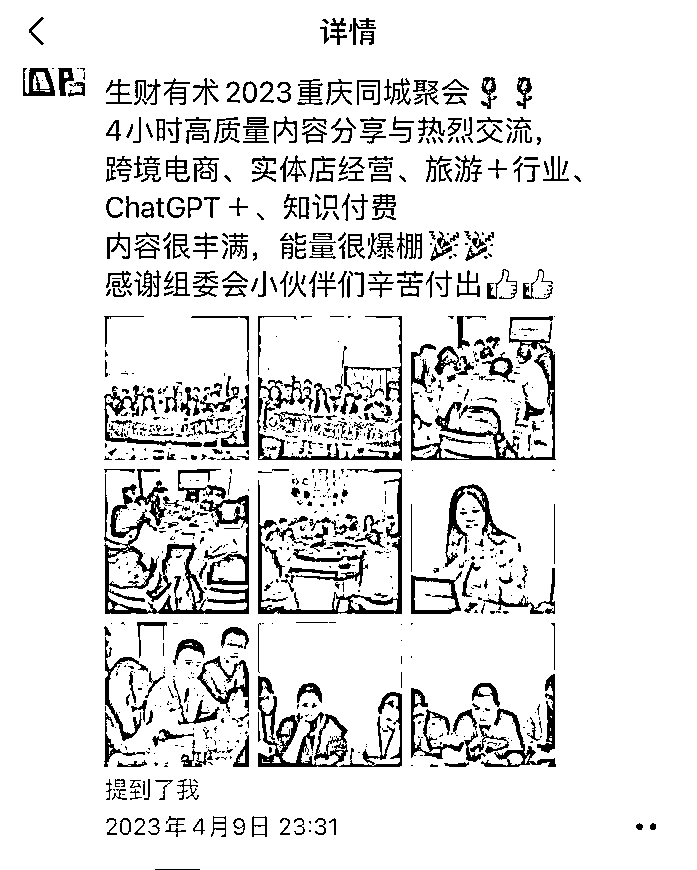 详情
生财有术2023重庆同城聚会🌹🌹
4小时高质量内容分享与热烈交流，
跨境电商、实体店经营、旅游＋行业、
ChatGPT＋、知识付费
内容很丰满，能量很爆棚🎉🎉
感谢组委会小伙伴们辛苦付出👍👍
提到了我
2023年4月9日 23:31